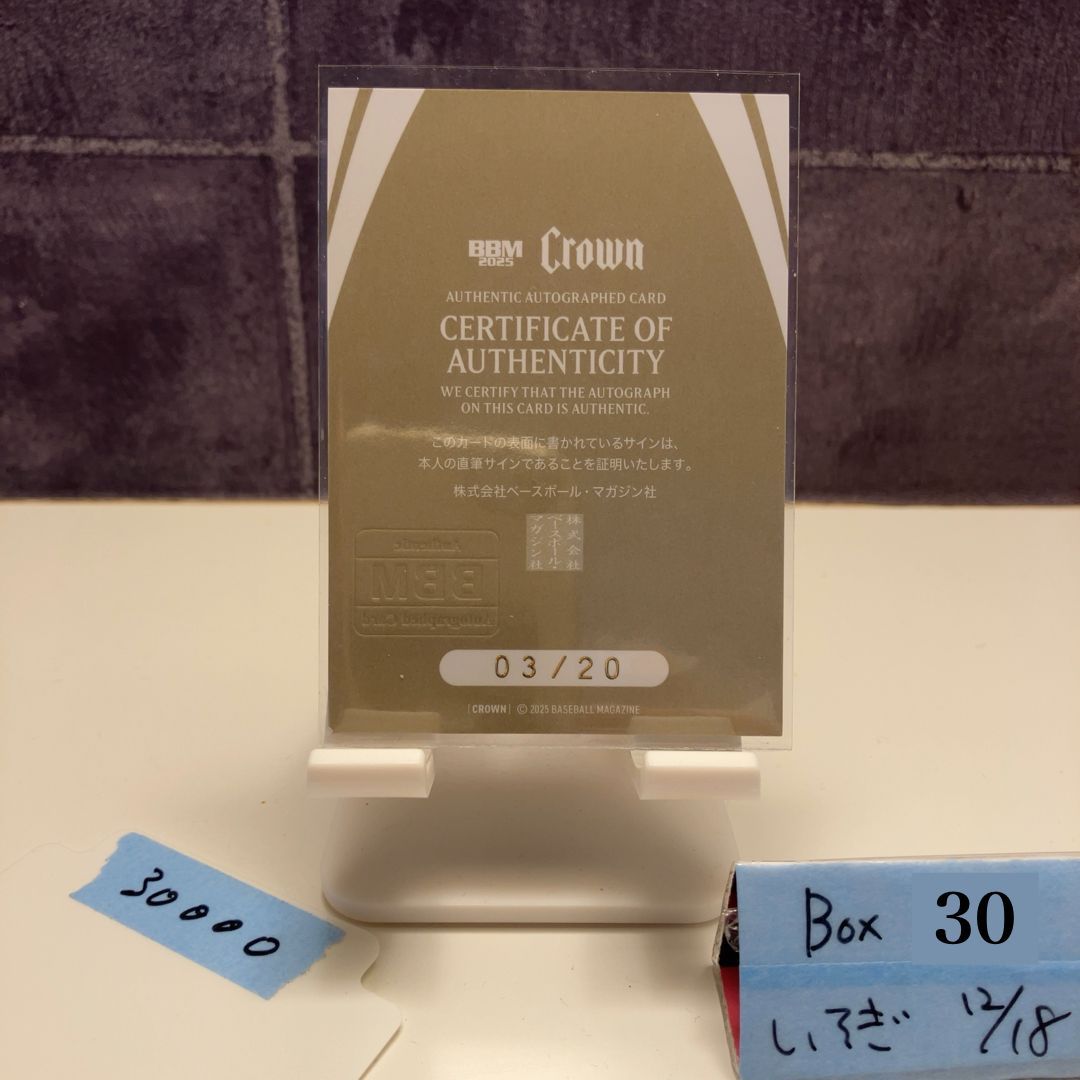 BBM
2025
Crown
AUTHENTIC AUTOGRAPHED CARD
CERTIFICATE OF
AUTHENTICITY
WE CERTIFY THAT THE AUTOGRAPH
ON THIS CARD IS AUTHENTIC.
このカードの表面に書かれているサインは、
本人の直筆サインであることを証明いたします。
株式会社ベースボール・マガジン社
株式会社
ベースボール・
マガジン社
Authentic
BBM
Autographed Card
03/20
| CROWN | © 2025 BASEBALL MAGAZINE
30000
Box 30
いろぎ 12/18